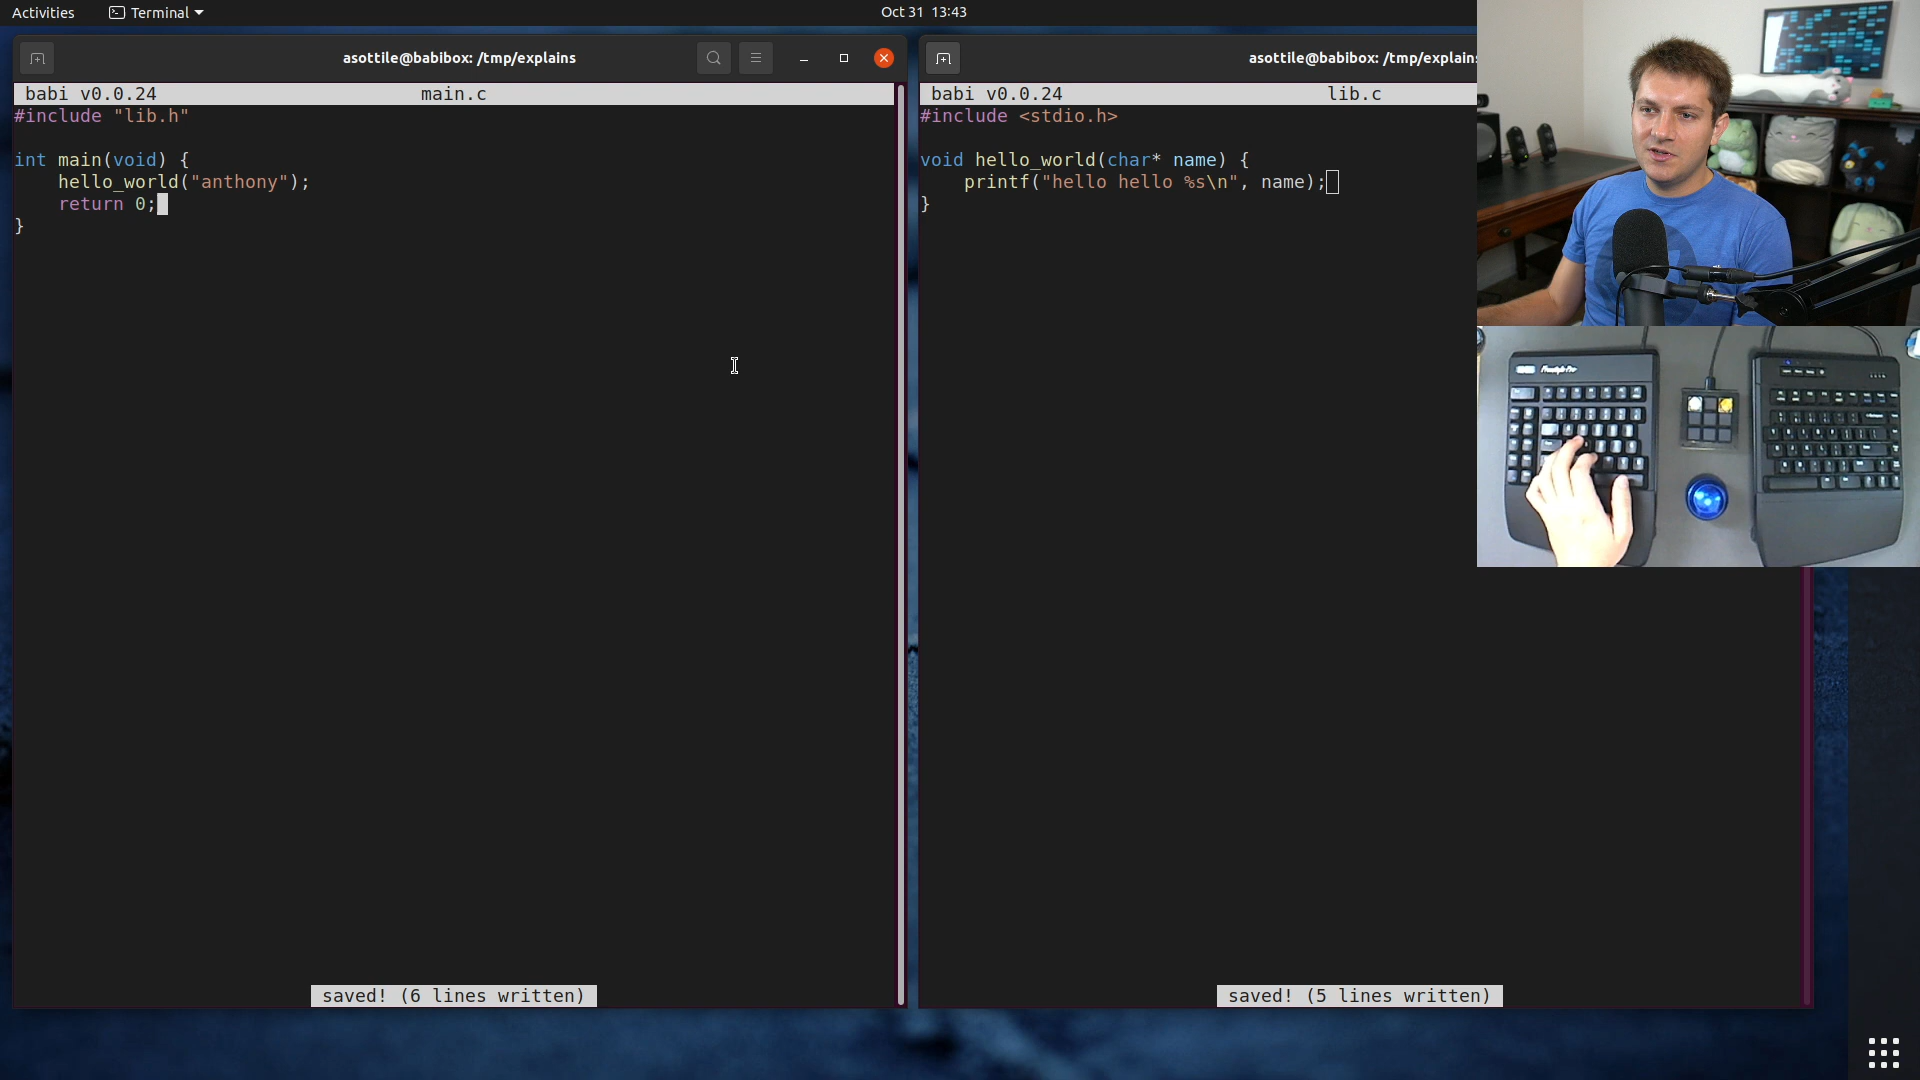 Activities
Terminal
Oct 31 13:43
asottile@babibox: /tmp/explains
babi v0.0.24 main.c
#include "lib.h"
int main(void) {
    hello_world("anthony");
    return 0;
}
saved! (6 lines written)
asottile@babibox: /tmp/explains
babi v0.0.24 lib.c
#include <stdio.h>
void hello_world(char* name) {
    printf("hello hello %s\n", name);
}
saved! (5 lines written)